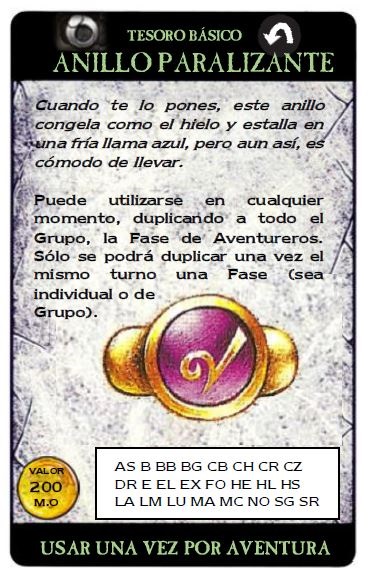 TESORO BÁSICO
ANILLO PARALIZANTE
Cuando te lo pones, este anillo
congela como el hielo y estalla en
una fría llama azul, pero aun así, es
cómodo de llevar.
Puede utilizarse en cualquier
momento, duplicando a todo el
Grupo, la Fase de Aventureros.
Sólo se podrá duplicar una vez el
mismo turno una Fase (sea
individual o de
Grupo).
VALOR
200
M.O
AS B BB BG CB CH CR CZ
DR E EL EX FO HE HL HS
LA LM LU MA MC NO SG SR
USAR UNA VEZ POR AVENTURA